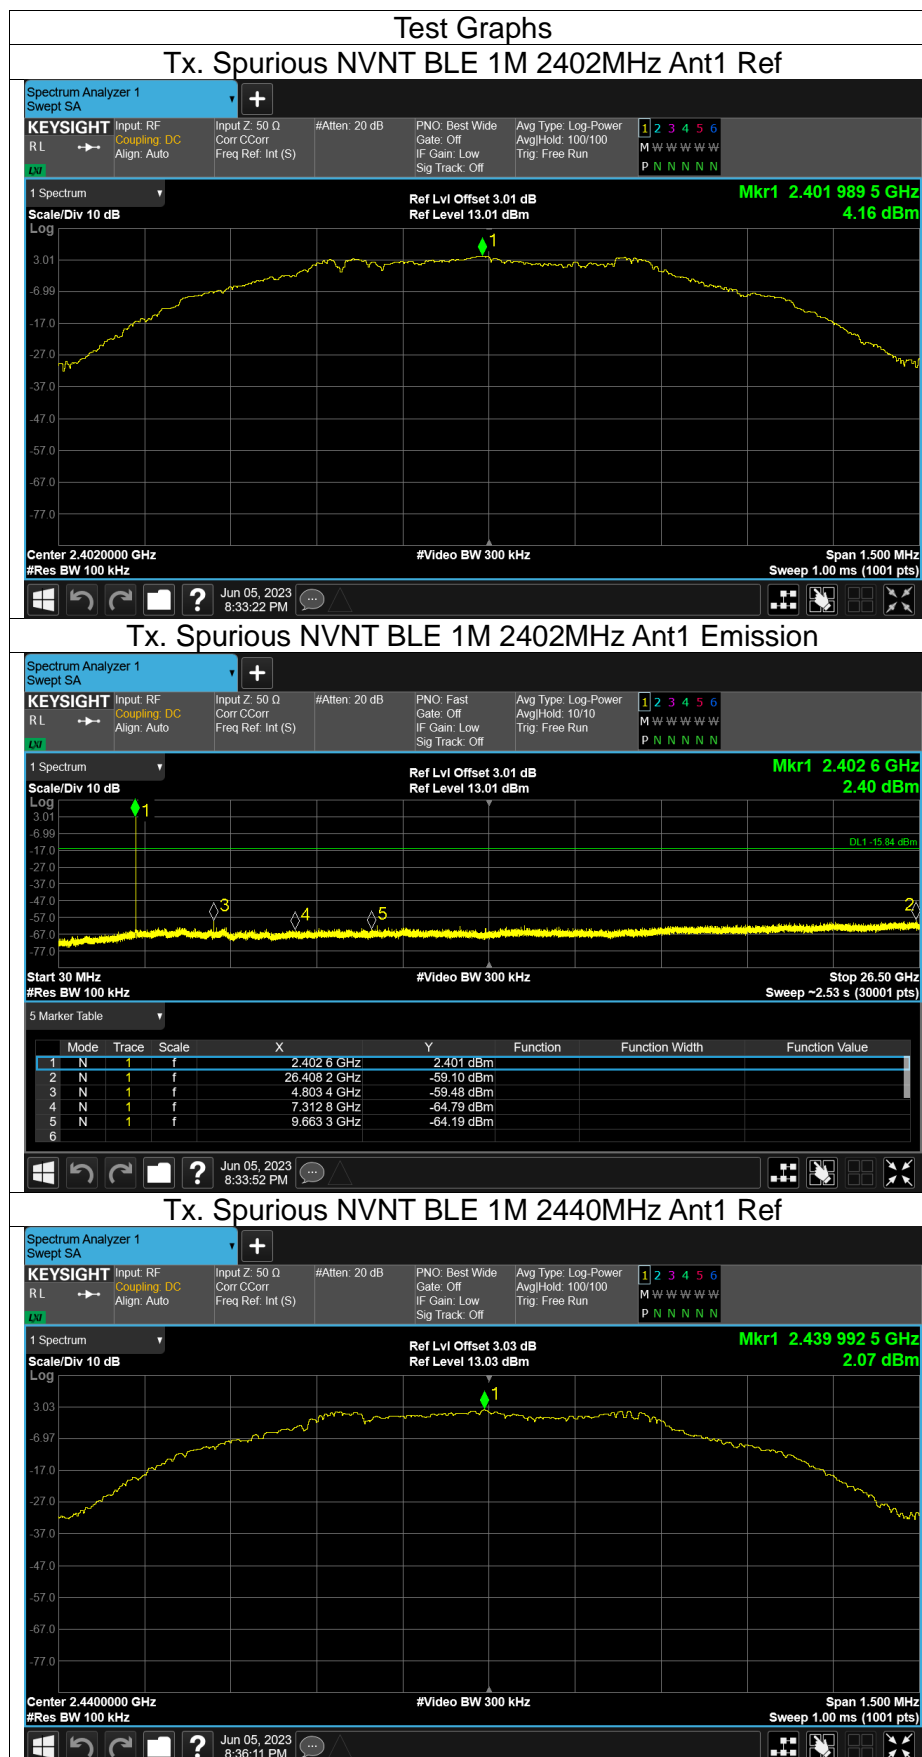 Test Graphs
Tx. Spurious NVNT BLE 1M 2402MHz Ant1 Ref
Spectrum Analyzer 1
Swept SA
+
KEYSIGHT Input: RF Input Z: 50 Ω #Atten: 20 dB PNO: Best Wide Avg Type: Log-Power 1 2 3 4 5 6
RL Coupling: DC Corr CCorr Gate: Off Avg|Hold: 100/100 M W W W W W
Align: Auto Freq Ref: Int (S) IF Gain: Low Trig: Free Run
LXI Sig Track: Off P N N N N N
1 Spectrum Ref Lvl Offset 3.01 dB Mkr1 2.401 989 5 GHz
Scale/Div 10 dB Ref Level 13.01 dBm 4.16 dBm
Log
1
3.01
-6.99
-17.0
-27.0
-37.0
-47.0
-57.0
-67.0
-77.0
Center 2.4020000 GHz #Video BW 300 kHz Span 1.500 MHz
#Res BW 100 kHz Sweep 1.00 ms (1001 pts)
? Jun 05, 2023
8:33:22 PM
Tx. Spurious NVNT BLE 1M 2402MHz Ant1 Emission
Spectrum Analyzer 1
Swept SA
+
KEYSIGHT Input: RF Input Z: 50 Ω #Atten: 20 dB PNO: Fast Avg Type: Log-Power 1 2 3 4 5 6
RL Coupling: DC Corr CCorr Gate: Off Avg|Hold: 10/10 M W W W W W
Align: Auto Freq Ref: Int (S) IF Gain: Low Trig: Free Run
LXI Sig Track: Off P N N N N N
1 Spectrum Ref Lvl Offset 3.01 dB Mkr1 2.402 6 GHz
Scale/Div 10 dB Ref Level 13.01 dBm 2.40 dBm
Log
1
3.01
-6.99
DL1 -15.84 dBm
-17.0
-27.0
-37.0
-47.0
3 4 5 2
-57.0
-67.0
-77.0
Start 30 MHz #Video BW 300 kHz Stop 26.50 GHz
#Res BW 100 kHz Sweep ~2.53 s (30001 pts)
5 Marker Table
Mode Trace Scale X Y Function Function Width Function Value
1 N 1 f 2.402 6 GHz 2.401 dBm
2 N 1 f 26.408 2 GHz -59.10 dBm
3 N 1 f 4.803 4 GHz -59.48 dBm
4 N 1 f 7.312 8 GHz -64.79 dBm
5 N 1 f 9.663 3 GHz -64.19 dBm
6
? Jun 05, 2023
8:33:52 PM
Tx. Spurious NVNT BLE 1M 2440MHz Ant1 Ref
Spectrum Analyzer 1
Swept SA
+
KEYSIGHT Input: RF Input Z: 50 Ω #Atten: 20 dB PNO: Best Wide Avg Type: Log-Power 1 2 3 4 5 6
RL Coupling: DC Corr CCorr Gate: Off Avg|Hold: 100/100 M W W W W W
Align: Auto Freq Ref: Int (S) IF Gain: Low Trig: Free Run
LXI Sig Track: Off P N N N N N
1 Spectrum Ref Lvl Offset 3.03 dB Mkr1 2.439 992 5 GHz
Scale/Div 10 dB Ref Level 13.03 dBm 2.07 dBm
Log
1
3.03
-6.97
-17.0
-27.0
-37.0
-47.0
-57.0
-67.0
-77.0
Center 2.4400000 GHz #Video BW 300 kHz Span 1.500 MHz
#Res BW 100 kHz Sweep 1.00 ms (1001 pts)
? Jun 05, 2023
8:36:11 PM